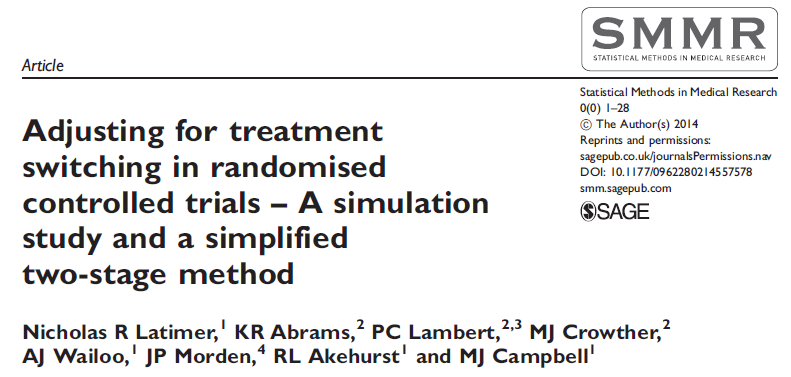 Article
SMMR
STATISTICAL METHODS IN MEDICAL RESEARCH
Statistical Methods in Medical Research
0(0) 1–28
© The Author(s) 2014
Reprints and permissions:
sagepub.co.uk/journalsPermissions.nav
DOI: 10.1177/0962280214557578
smm.sagepub.com
SAGE
Adjusting for treatment
switching in randomised
controlled trials – A simulation
study and a simplified
two-stage method
Nicholas R Latimer,¹ KR Abrams,² PC Lambert,²,³ MJ Crowther,²
AJ Wailoo,¹ JP Morden,⁴ RL Akehurst¹ and MJ Campbell¹